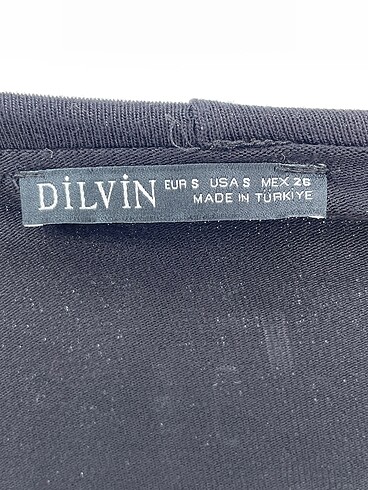 DİLVİN
EUR S USA S MEX 26
MADE IN TÜRKİYE